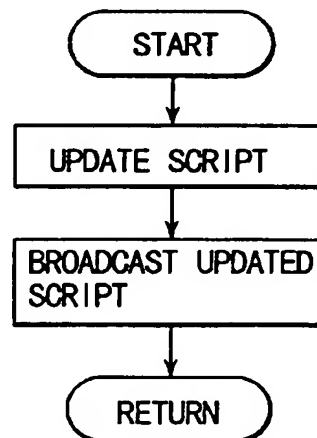 START
UPDATE SCRIPT
BROADCAST UPDATED
SCRIPT
RETURN